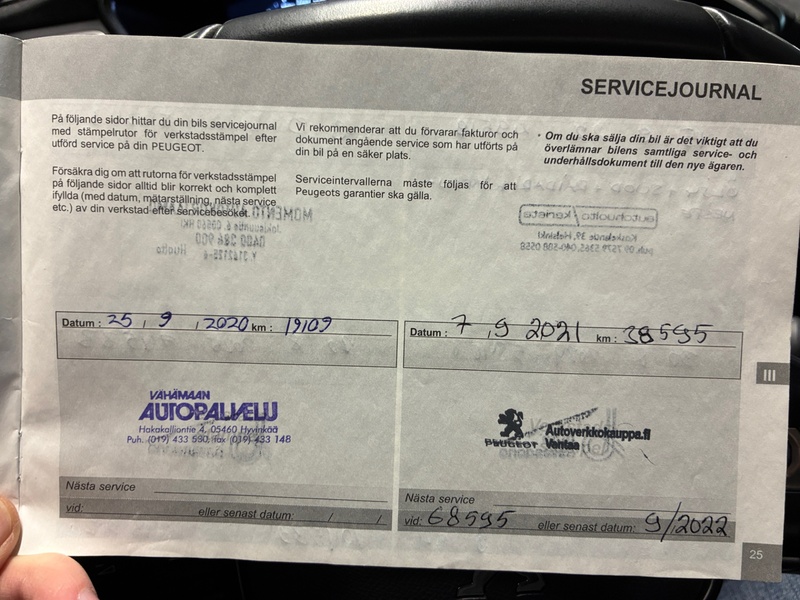 SERVICEJOURNAL
På följande sidor hittar du din bils servicejournal
med stämpelrutor för verkstadsstämpel efter
utförd service på din PEUGEOT.
Försäkra dig om att rutorna för verkstadsstämpel
på följande sidor alltid blir korrekt och komplett
ifyllda (med datum, mätarställning, nästa service
etc.) av din verkstad efter servicebesöket.
Vi rekommenderar att du förvarar fakturor och
dokument angående service som har utförts på
din bil på en säker plats.
Serviceintervallerna måste följas för att
Peugeots garantier ska gälla.
• Om du ska sälja din bil är det viktigt att du
överlämnar bilens samtliga service- och
underhållsdokument till den nye ägaren.
Datum : 25 , 9 , 2020 km : 19109
VÄHÄMAAN
AUTOPALVELU
Hakakalliontie 4, 05460 Hyvinkää
Puh. (019) 433 580, fax (019) 433 148
Nästa service
vid: eller senast datum: / /
Datum : 7 , 9 2021 km : 38595
PEUGEOT
Autoverkkokauppa.fi
Vantaa
Nästa service
vid: 68595 eller senast datum: 9/2022
III
25